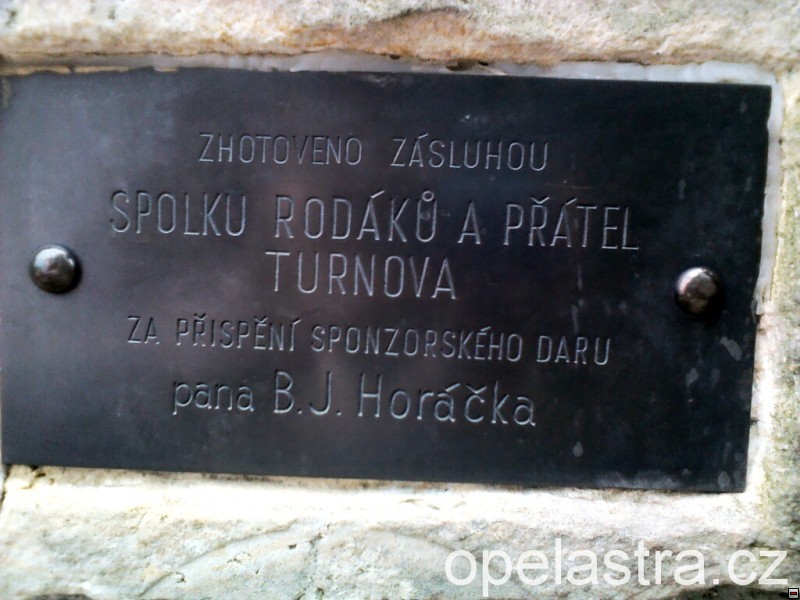 ZHOTOVENO ZÁSLUHOU
SPOLKU RODÁKŮ A PŘÁTEL
TURNOVA
ZA PŘISPĚNÍ SPONZORSKÉHO DARU
pana B.J. Horáčka
opelastra.cz